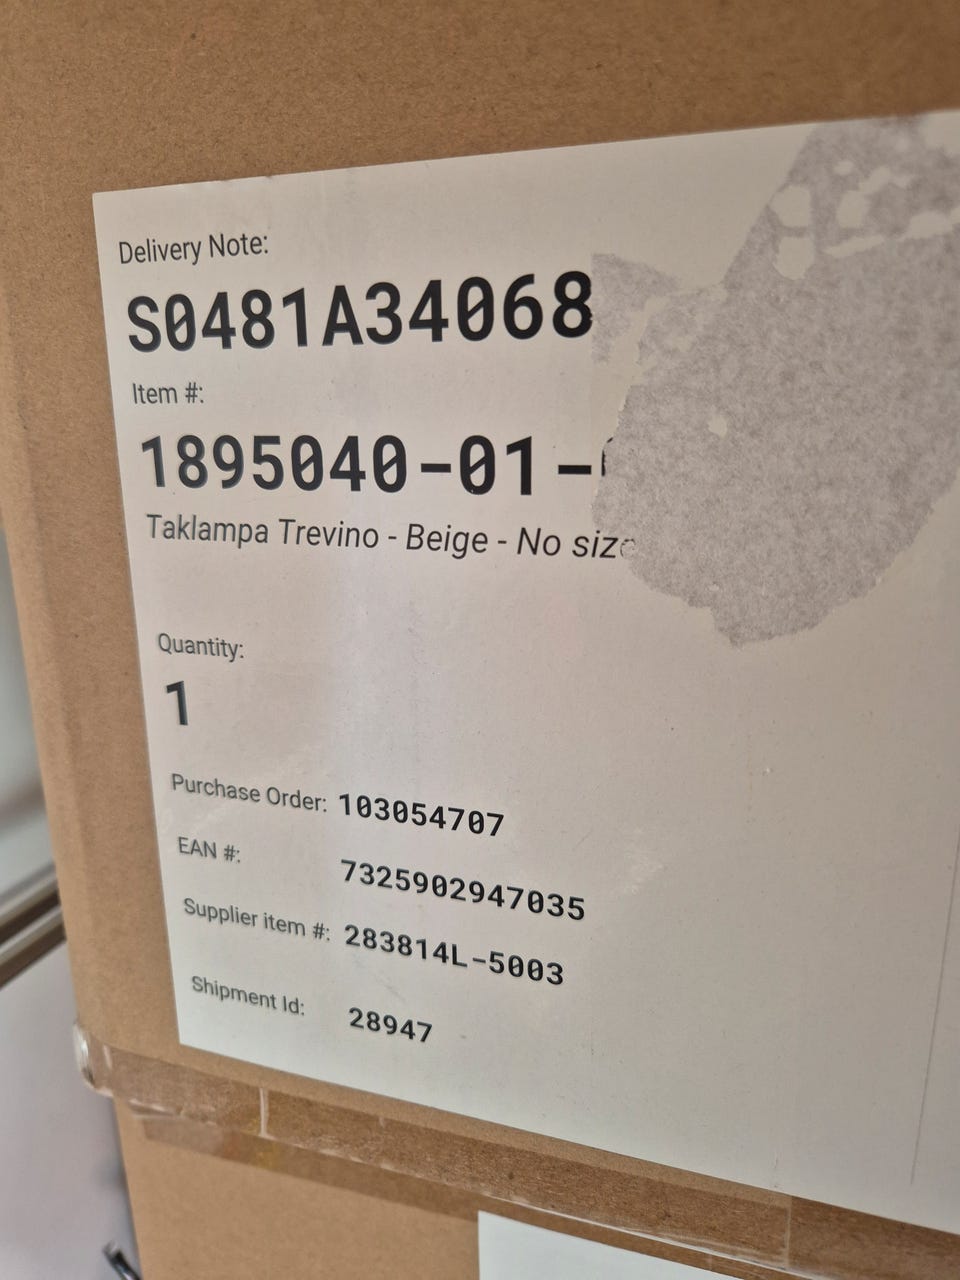 Delivery Note:
S0481A34068
Item #:
1895040-01-
Taklampa Trevino - Beige - No size
Quantity:
1
Purchase Order: 103054707
EAN #: 7325902947035
Supplier item #: 283814L-5003
Shipment Id: 28947